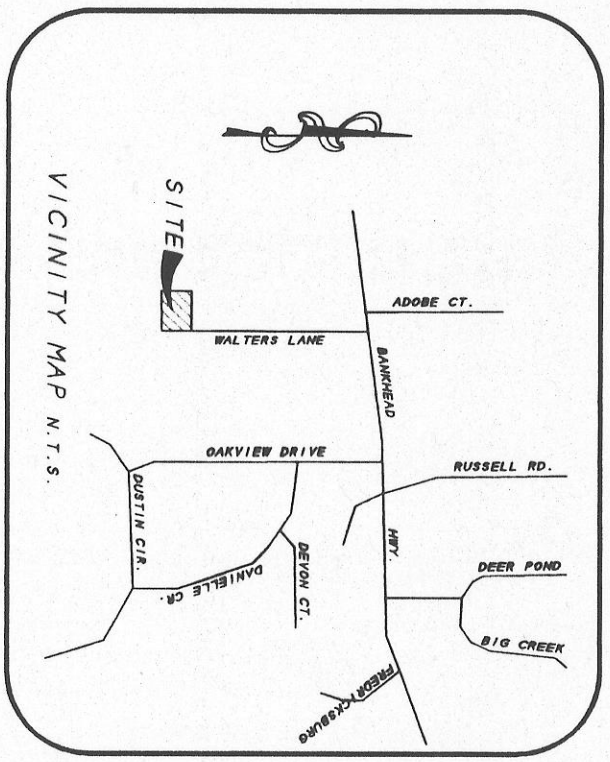 SITE
VICINITY MAP N.T.S.
ADOBE CT.
WALTERS LANE
BANKHEAD
HWY.
OAKVIEW DRIVE
RUSSELL RD.
DUSTIN CIR.
DANIELLE CR.
DEVON CT.
DEER POND
BIG CREEK
FREDRICKSBURG